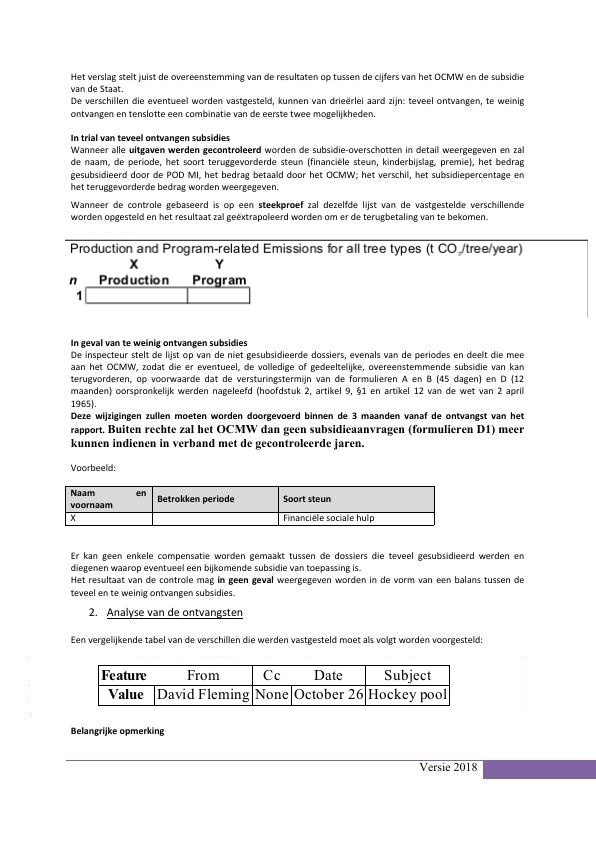 Het verslag stelt juist de overeenstemming van de resultaten op tussen de cijfers van het OCMW en de subsidie
van de Staat.
De verschillen die eventueel worden vastgesteld, kunnen van drieërlei aard zijn: teveel ontvangen, te weinig
ontvangen en tenslotte een combinatie van de eerste twee mogelijkheden.
In trial van teveel ontvangen subsidies
Wanneer alle uitgaven werden gecontroleerd worden de subsidie-overschotten in detail weergegeven en zal
de naam, de periode, het soort teruggevorderde steun (financiële steun, kinderbijslag, premie), het bedrag
gesubsidieerd door de POD MI, het bedrag betaald door het OCMW; het verschil, het subsidiepercentage en
het teruggevorderde bedrag worden weergegeven.
Wanneer de controle gebaseerd is op een steekproef zal dezelfde lijst van de vastgestelde verschillende
worden opgesteld en het resultaat zal geëxtrapoleerd worden om er de terugbetaling van te bekomen.
Production and Program-related Emissions for all tree types (t CO2/tree/year)
X Y
n Production Program
1
In geval van te weinig ontvangen subsidies
De inspecteur stelt de lijst op van de niet gesubsidieerde dossiers, evenals van de periodes en deelt die mee
aan het OCMW, zodat die er eventueel, de volledige of gedeeltelijke, overeenstemmende subsidie van kan
terugvorderen, op voorwaarde dat de versturingstermijn van de formulieren A en B (45 dagen) en D (12
maanden) oorspronkelijk werden nageleefd (hoofdstuk 2, artikel 9, §1 en artikel 12 van de wet van 2 april
1965).
Deze wijzigingen zullen moeten worden doorgevoerd binnen de 3 maanden vanaf de ontvangst van het
rapport. Buiten rechte zal het OCMW dan geen subsidieaanvragen (formulieren D1) meer
kunnen indienen in verband met de gecontroleerde jaren.
Voorbeeld:
Naam en
voornaam Betrokken periode Soort steun
X Financiële sociale hulp
Er kan geen enkele compensatie worden gemaakt tussen de dossiers die teveel gesubsidieerd werden en
diegenen waarop eventueel een bijkomende subsidie van toepassing is.
Het resultaat van de controle mag in geen geval weergegeven worden in de vorm van een balans tussen de
teveel en te weinig ontvangen subsidies.
2. Analyse van de ontvangsten
Een vergelijkende tabel van de verschillen die werden vastgesteld moet als volgt worden voorgesteld:
Feature From Cc Date Subject
Value David Fleming None October 26 Hockey pool
Belangrijke opmerking
Versie 2018